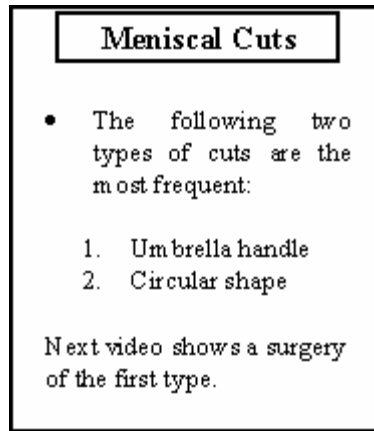 Meniscal Cuts
• The following two
types of cuts are the
most frequent:
1. Umbrella handle
2. Circular shape
Next video shows a surgery
of the first type.